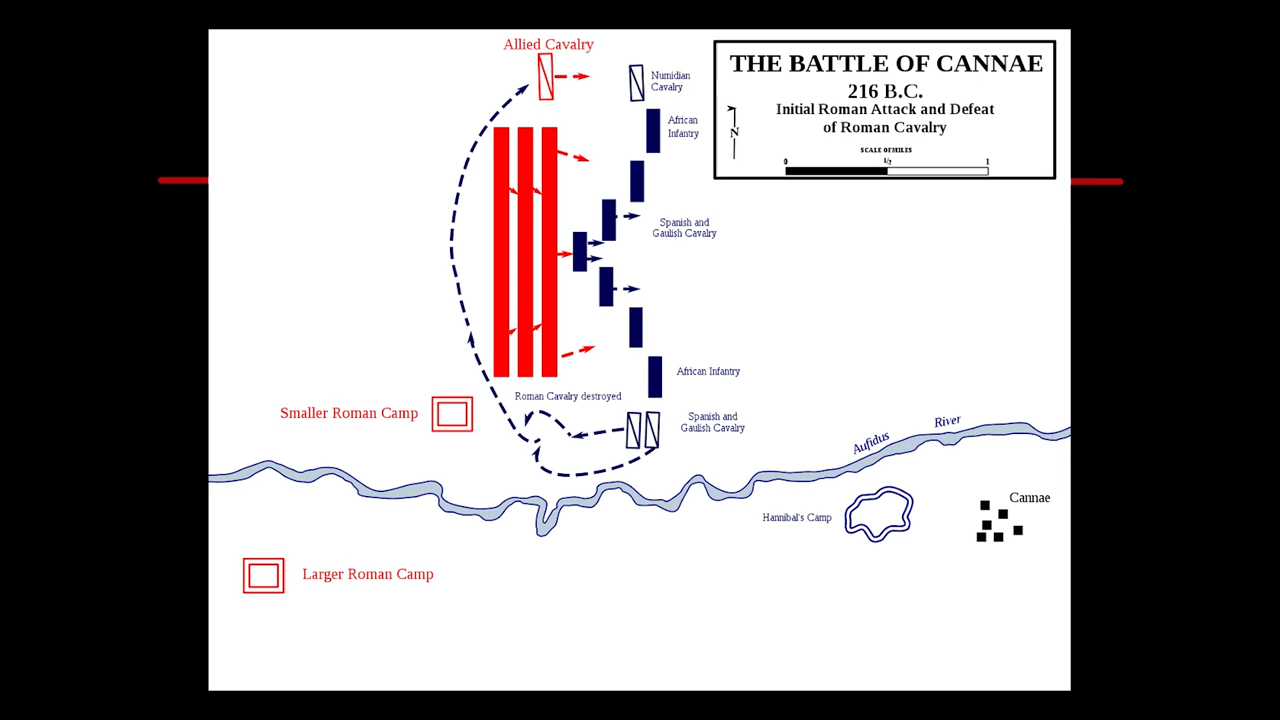 Allied Cavalry
THE BATTLE OF CANNAE
216 B.C.
Initial Roman Attack and Defeat
of Roman Cavalry
SCALE OF MILES
0 1/2 1
N
Numidian
Cavalry
African
Infantry
Spanish and
Gaulish Cavalry
African Infantry
Roman Cavalry destroyed
Smaller Roman Camp
Spanish and
Gaulish Cavalry
Aufidus River
Hannibal's Camp
Cannae
Larger Roman Camp